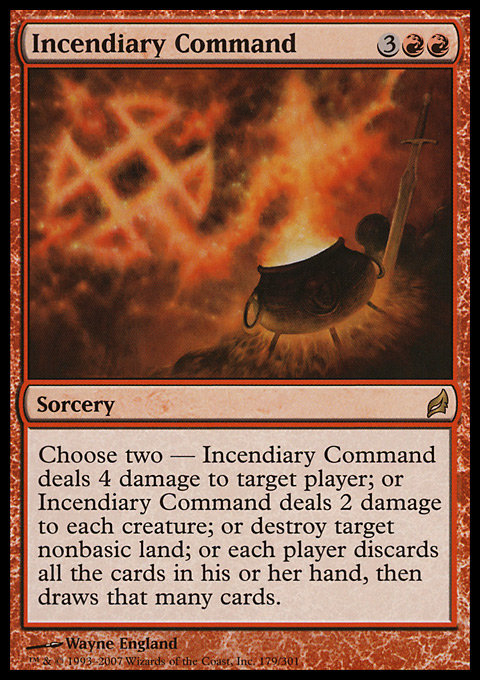 Incendiary Command 3
Sorcery
Choose two — Incendiary Command
deals 4 damage to target player; or
Incendiary Command deals 2 damage
to each creature; or destroy target
nonbasic land; or each player discards
all the cards in his or her hand, then
draws that many cards.
Wayne England
™ & © 1993-2007 Wizards of the Coast, Inc. 179/301